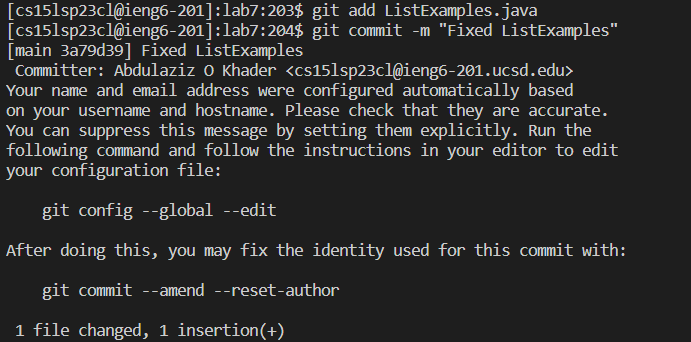 [cs15lsp23cl@ieng6-201]:lab7:203$ git add ListExamples.java
[cs15lsp23cl@ieng6-201]:lab7:204$ git commit -m "Fixed ListExamples"
[main 3a79d39] Fixed ListExamples
 Committer: Abdulaziz O Khader <cs15lsp23cl@ieng6-201.ucsd.edu>
Your name and email address were configured automatically based
on your username and hostname. Please check that they are accurate.
You can suppress this message by setting them explicitly. Run the
following command and follow the instructions in your editor to edit
your configuration file:

    git config --global --edit

After doing this, you may fix the identity used for this commit with:

    git commit --amend --reset-author

 1 file changed, 1 insertion(+)